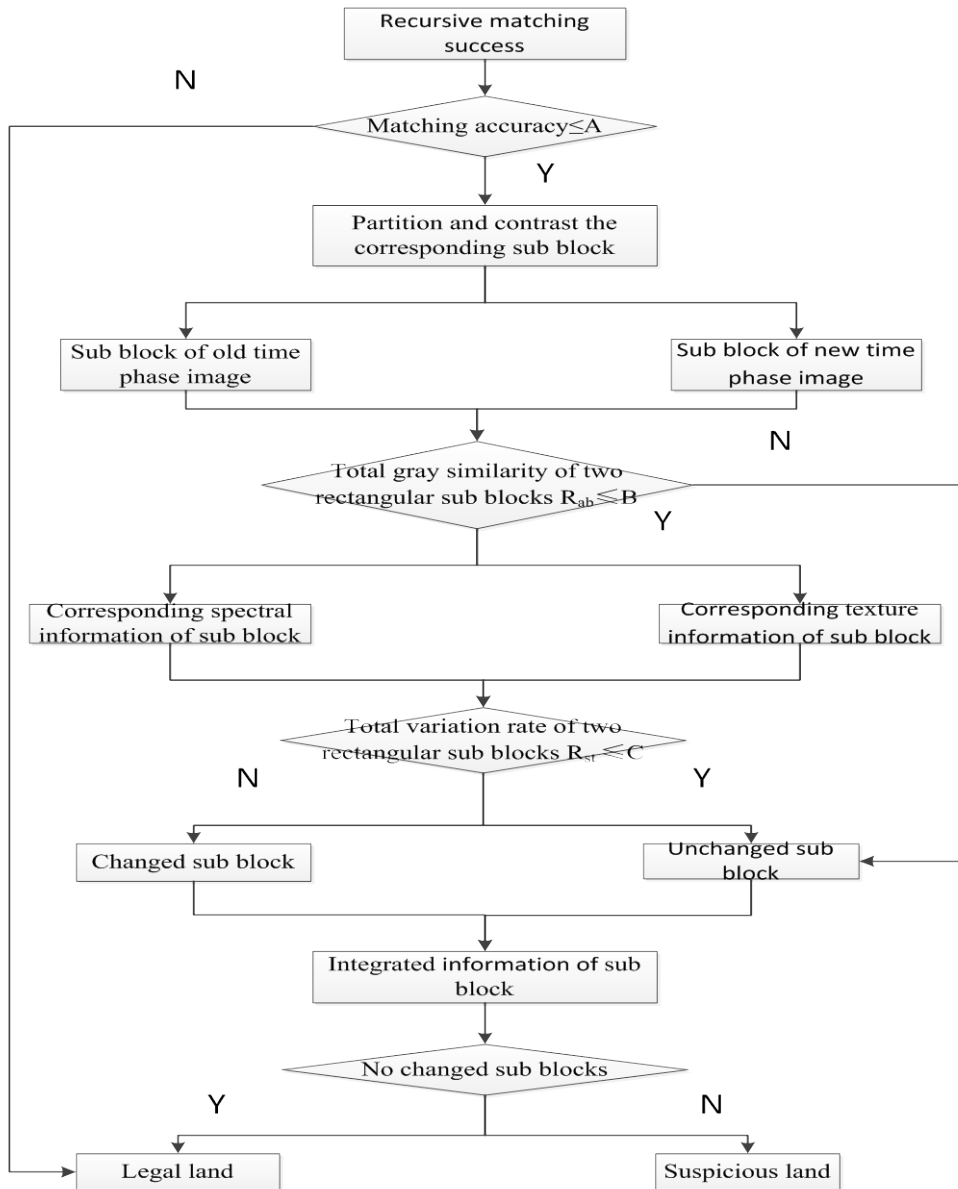 Recursive matching
success
N
Matching accuracy≤A
Y
Partition and contrast the
corresponding sub block
Sub block of old time
phase image
Sub block of new time
phase image
N
Total gray similarity of two
rectangular sub blocks Rab≤B
Y
Corresponding spectral
information of sub block
Corresponding texture
information of sub block
Total variation rate of two
rectangular sub blocks Rst≤C
N
Y
Changed sub block
Unchanged sub
block
Integrated information of sub
block
No changed sub blocks
Y
N
Legal land
Suspicious land